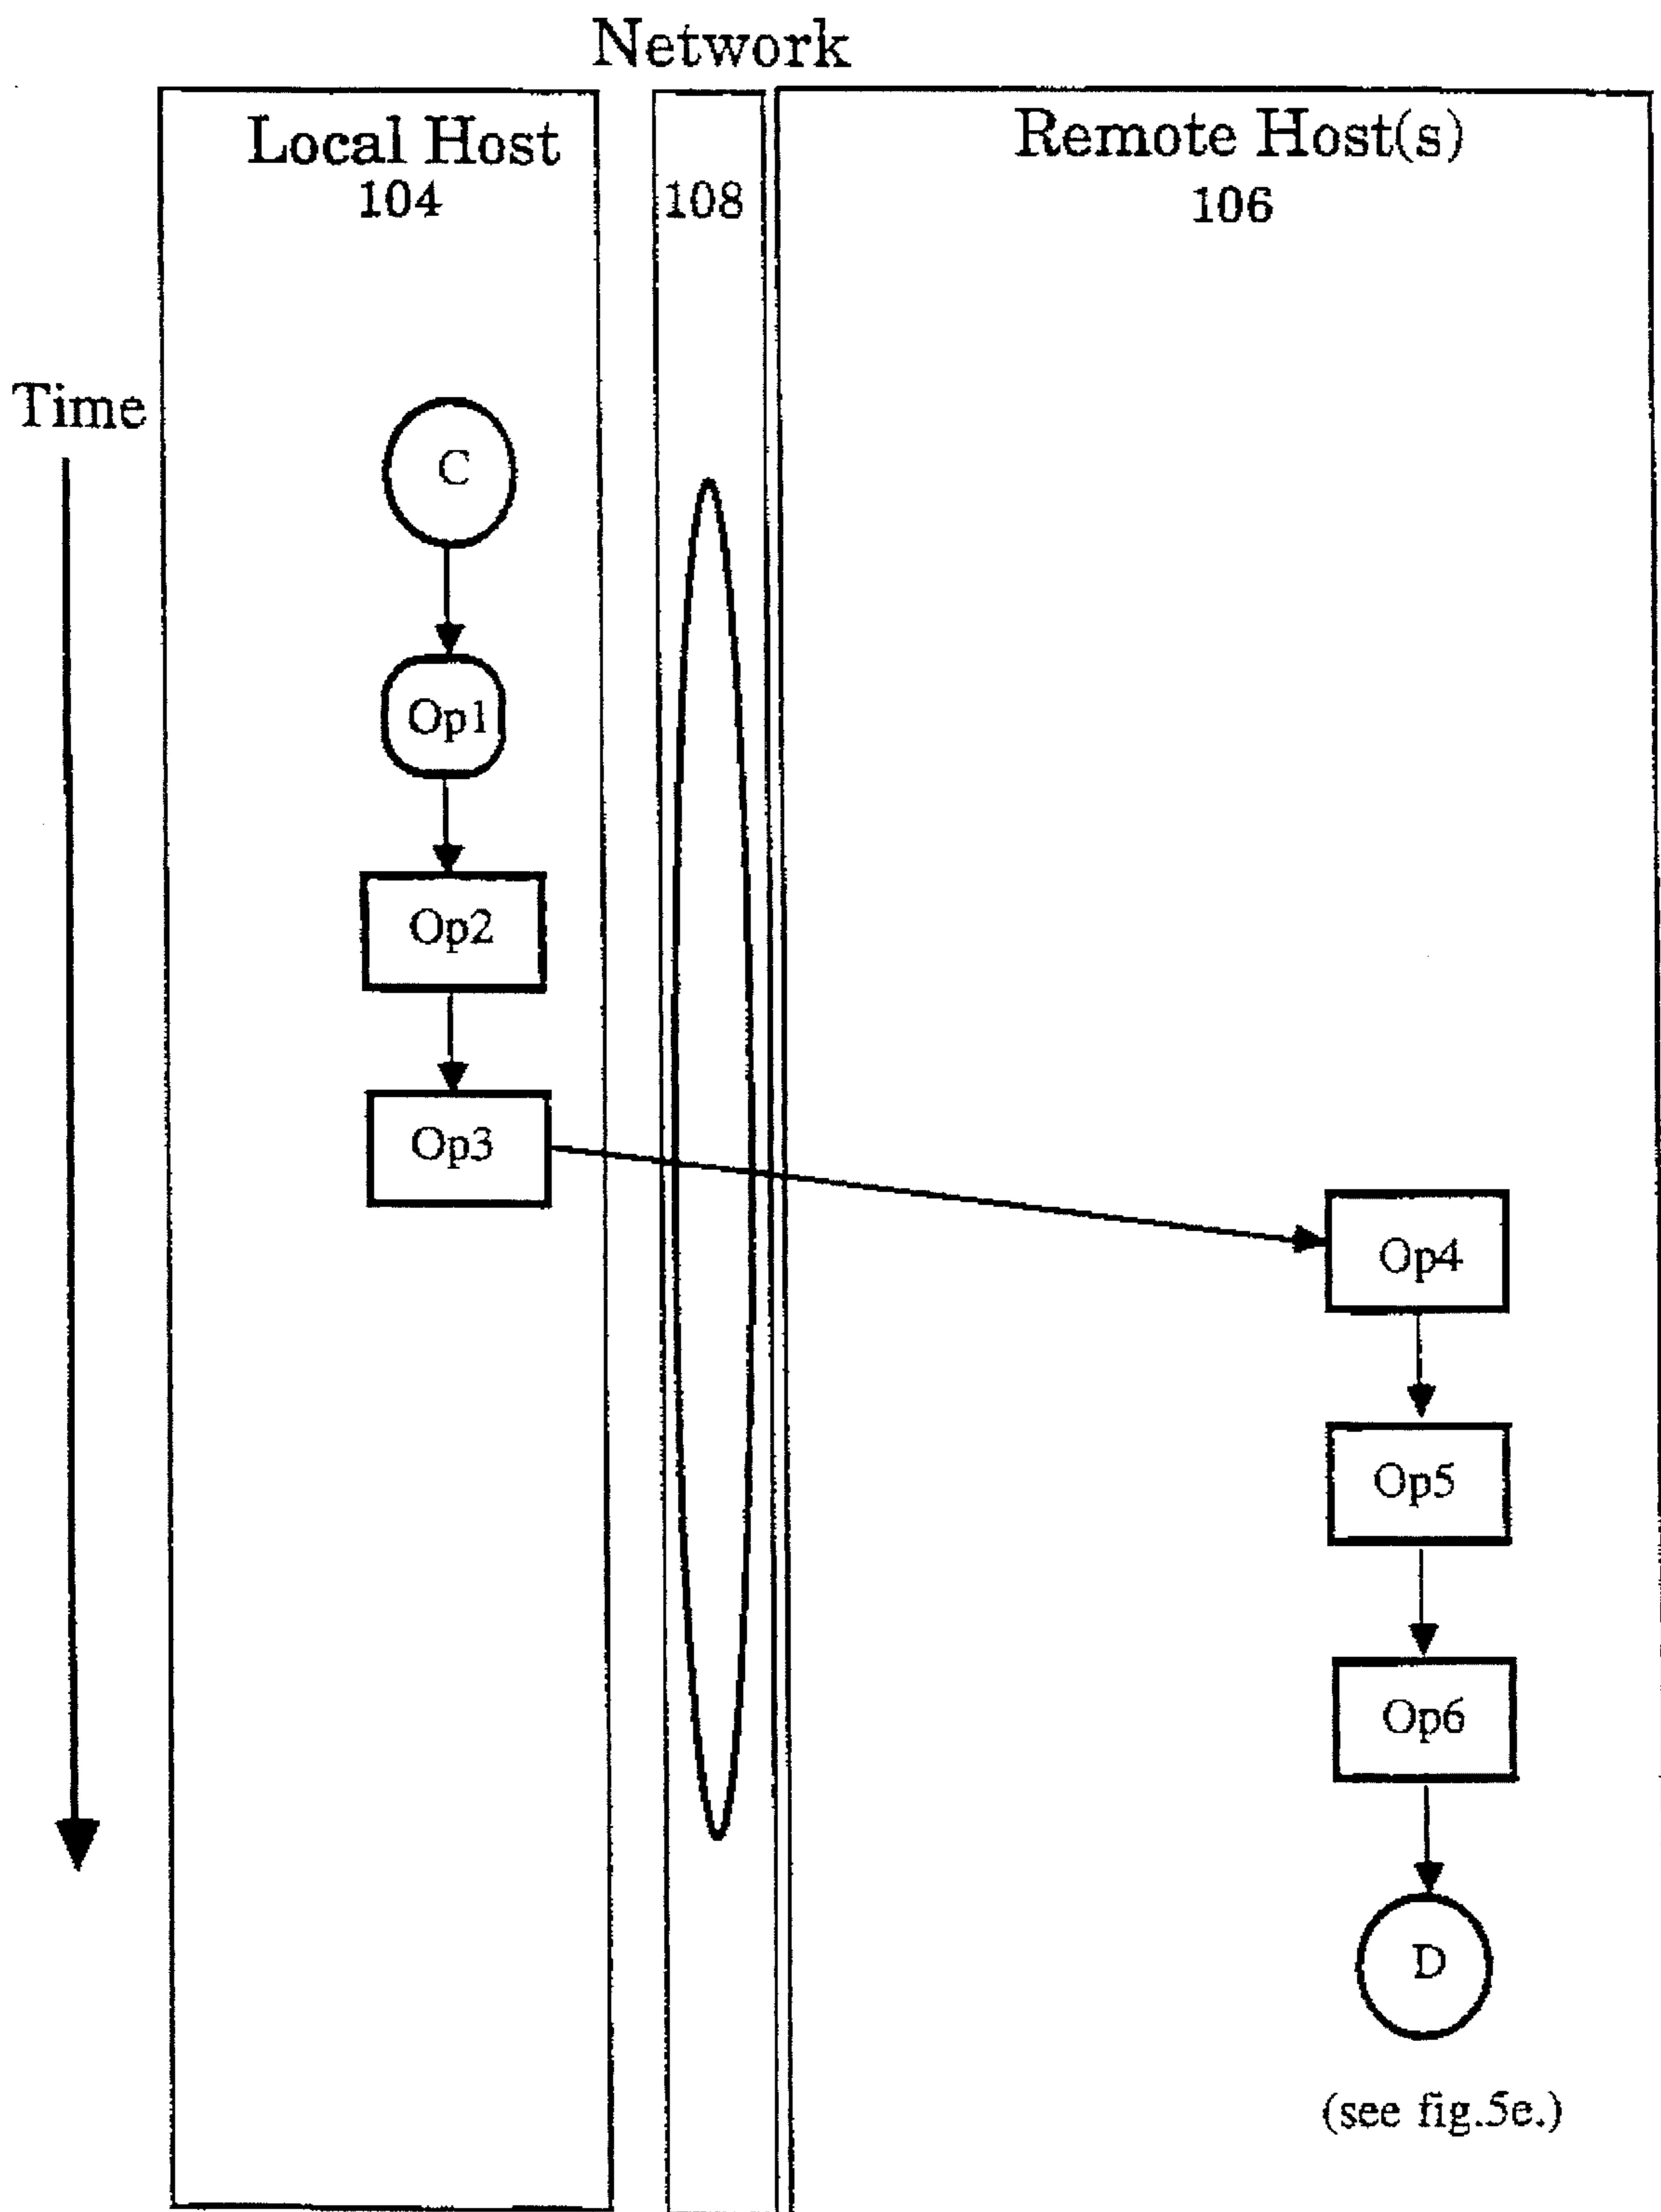 Network
Local Host
104
108
Remote Host(s)
106
Time
C
Op1
Op2
Op3
Op4
Op5
Op6
D
(see fig.5e.)